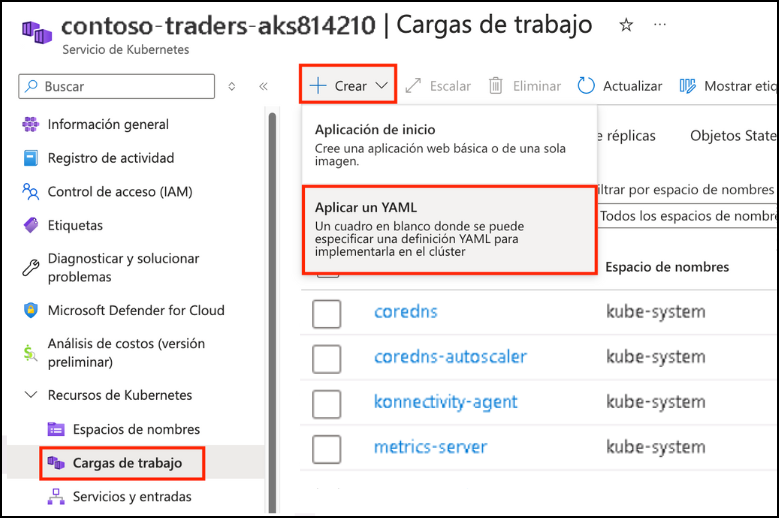 contoso-traders-aks814210 | Cargas de trabajo
Servicio de Kubernetes
Buscar
Información general
Registro de actividad
Control de acceso (IAM)
Etiquetas
Diagnosticar y solucionar
problemas
Microsoft Defender for Cloud
Análisis de costos (versión
preliminar)
Recursos de Kubernetes
Espacios de nombres
Cargas de trabajo
Servicios y entradas
Crear
Escalar
Eliminar
Actualizar
Mostrar etiq
Aplicación de inicio
Cree una aplicación web básica o de una sola
imagen.
Aplicar un YAML
Un cuadro en blanco donde se puede
especificar una definición YAML para
implementarla en el clúster
e réplicas
Objetos State
iltrar por espacio de nombres
Todos los espacios de nombre
Espacio de nombres
coredns kube-system
coredns-autoscaler kube-system
konnectivity-agent kube-system
metrics-server kube-system